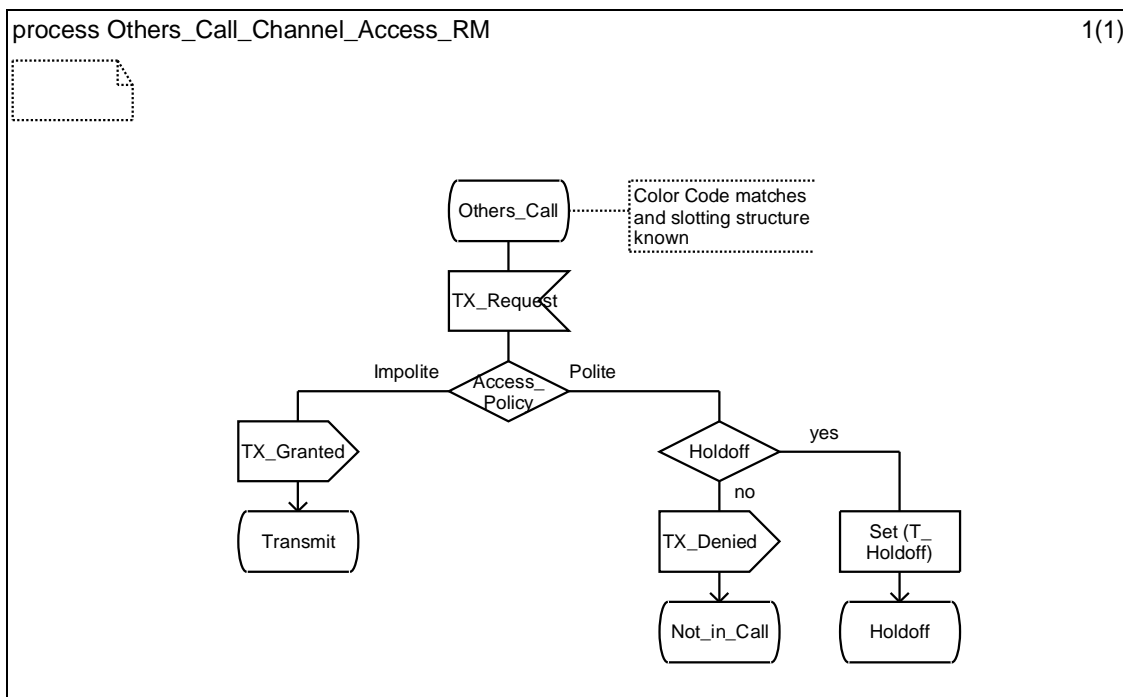 process Others_Call_Channel_Access_RM
1(1)
Others_Call
Color Code matches
and slotting structure
known
TX_Request
Impolite
Access_
Policy
Polite
TX_Granted
Holdoff
yes
no
Transmit
TX_Denied
Set (T_
Holdoff)
Not_in_Call
Holdoff